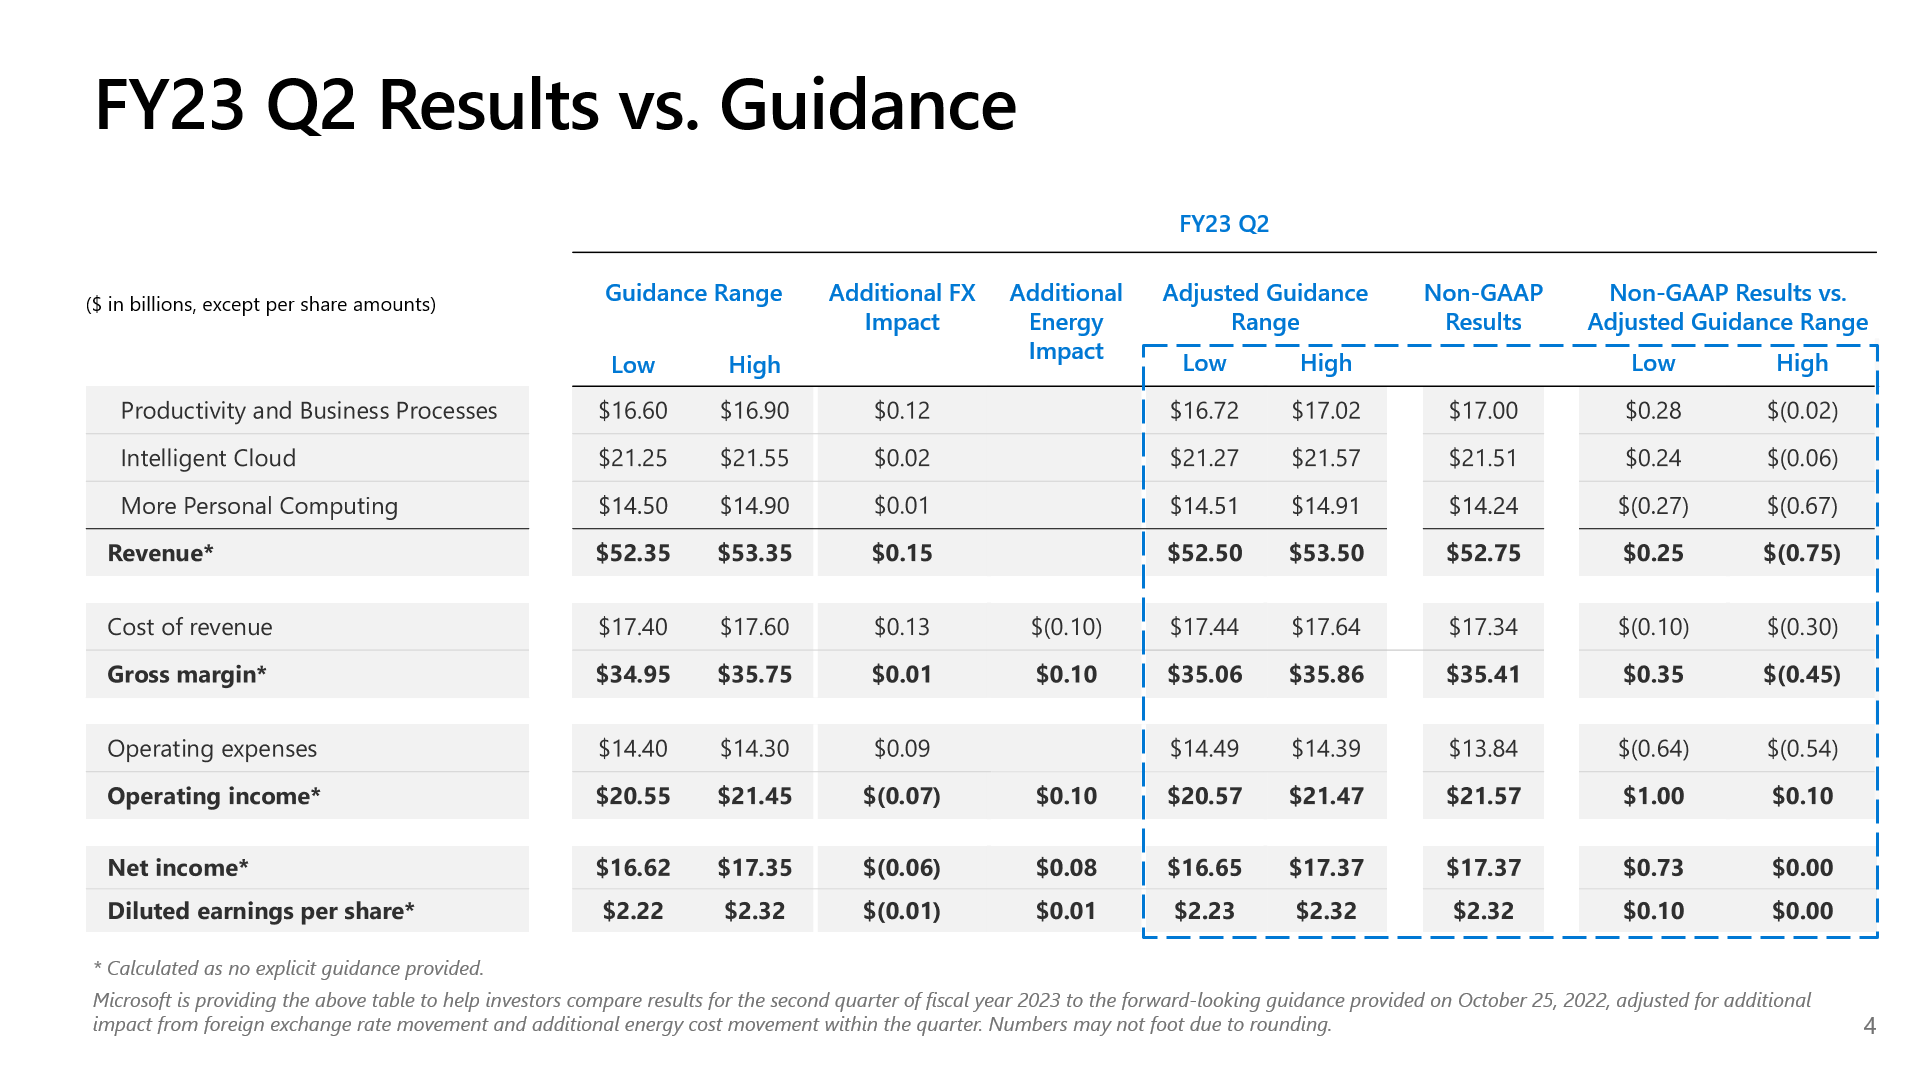 FY23 Q2 Results vs. Guidance
FY23 Q2
($ in billions, except per share amounts)
Guidance Range Additional FX Impact Additional Energy Impact Adjusted Guidance Range Non-GAAP Results Non-GAAP Results vs. Adjusted Guidance Range
Low High Low High Low High
Productivity and Business Processes $16.60 $16.90 $0.12 $16.72 $17.02 $17.00 $0.28 $(0.02)
Intelligent Cloud $21.25 $21.55 $0.02 $21.27 $21.57 $21.51 $0.24 $(0.06)
More Personal Computing $14.50 $14.90 $0.01 $14.51 $14.91 $14.24 $(0.27) $(0.67)
Revenue* $52.35 $53.35 $0.15 $52.50 $53.50 $52.75 $0.25 $(0.75)
Cost of revenue $17.40 $17.60 $0.13 $(0.10) $17.44 $17.64 $17.34 $(0.10) $(0.30)
Gross margin* $34.95 $35.75 $0.01 $0.10 $35.06 $35.86 $35.41 $0.35 $(0.45)
Operating expenses $14.40 $14.30 $0.09 $14.49 $14.39 $13.84 $(0.64) $(0.54)
Operating income* $20.55 $21.45 $(0.07) $0.10 $20.57 $21.47 $21.57 $1.00 $0.10
Net income* $16.62 $17.35 $(0.06) $0.08 $16.65 $17.37 $17.37 $0.73 $0.00
Diluted earnings per share* $2.22 $2.32 $(0.01) $0.01 $2.23 $2.32 $2.32 $0.10 $0.00
* Calculated as no explicit guidance provided.
Microsoft is providing the above table to help investors compare results for the second quarter of fiscal year 2023 to the forward-looking guidance provided on October 25, 2022, adjusted for additional
impact from foreign exchange rate movement and additional energy cost movement within the quarter. Numbers may not foot due to rounding.
4